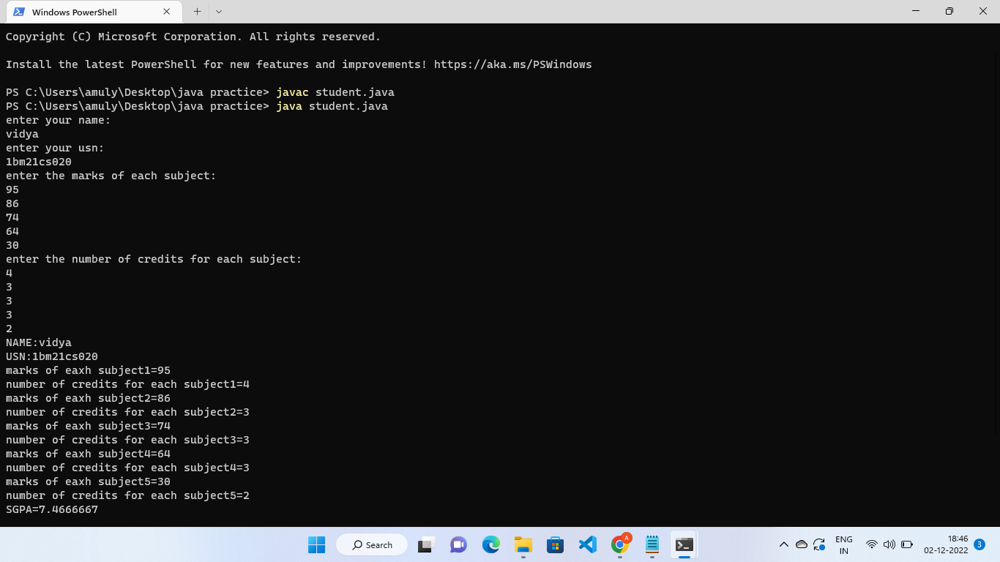 Windows PowerShell
Copyright (C) Microsoft Corporation. All rights reserved.
Install the latest PowerShell for new features and improvements! https://aka.ms/PSWindows
PS C:\Users\amuly\Desktop\java practice> javac student.java
PS C:\Users\amuly\Desktop\java practice> java student.java
enter your name:
vidya
enter your usn:
1bm21cs020
enter the marks of each subject:
95
86
74
64
30
enter the number of credits for each subject:
4
3
3
3
2
NAME:vidya
USN:1bm21cs020
marks of eaxh subject1=95
number of credits for each subject1=4
marks of eaxh subject2=86
number of credits for each subject2=3
marks of eaxh subject3=74
number of credits for each subject3=3
marks of eaxh subject4=64
number of credits for each subject4=3
marks of eaxh subject5=30
number of credits for each subject5=2
SGPA=7.4666667
Search
A
ENG
IN
18:46
02-12-2022
3